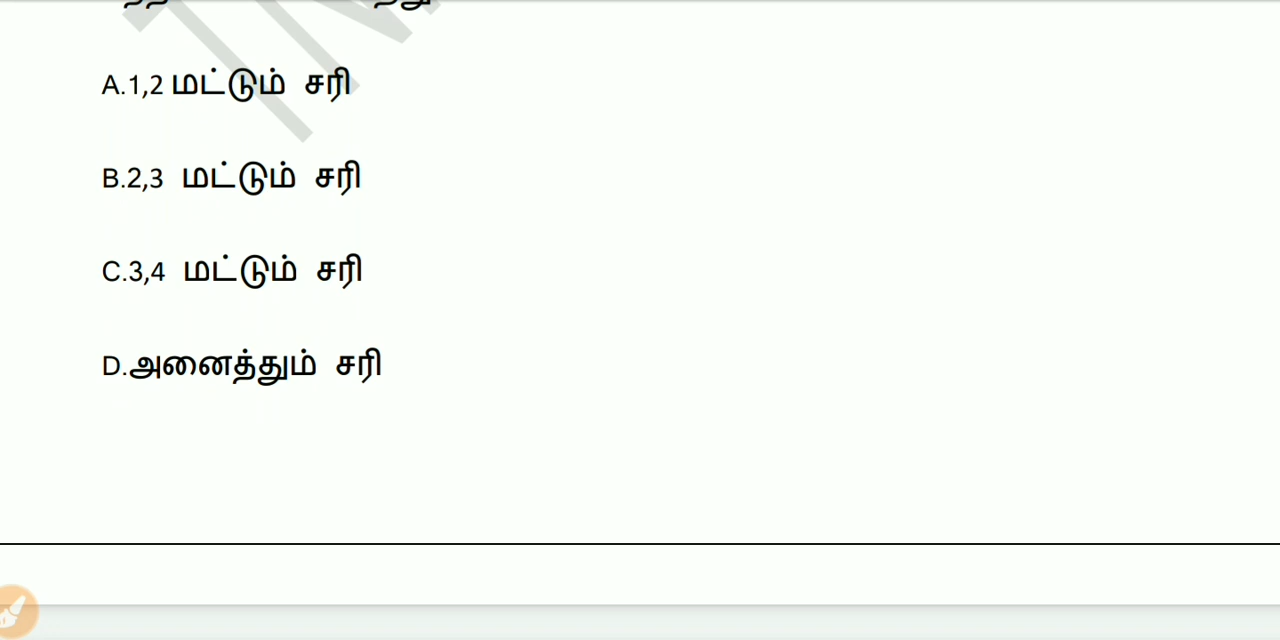 A.1,2 மட்டும் சரி
B.2,3 மட்டும் சரி
C.3,4 மட்டும் சரி
D.அனைத்தும் சரி